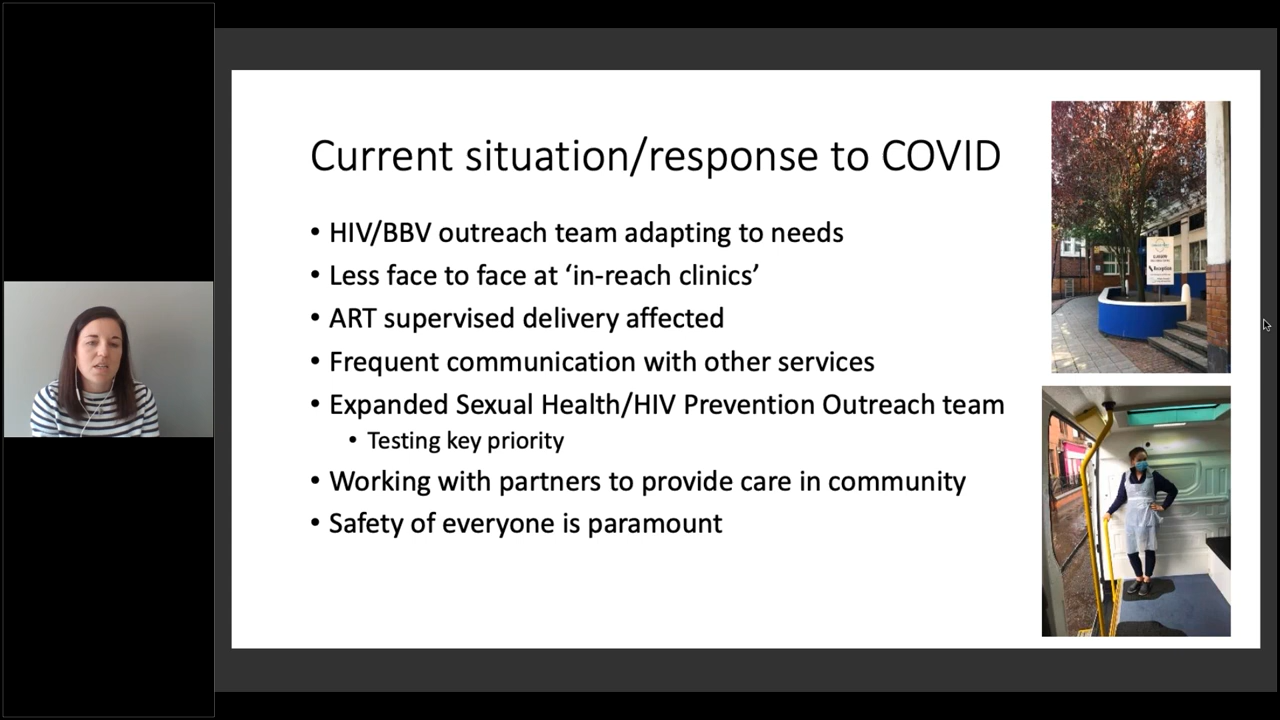 Current situation/response to COVID
• HIV/BBV outreach team adapting to needs
• Less face to face at ‘in-reach clinics’
• ART supervised delivery affected
• Frequent communication with other services
• Expanded Sexual Health/HIV Prevention Outreach team
• Testing key priority
• Working with partners to provide care in community
• Safety of everyone is paramount
Reception